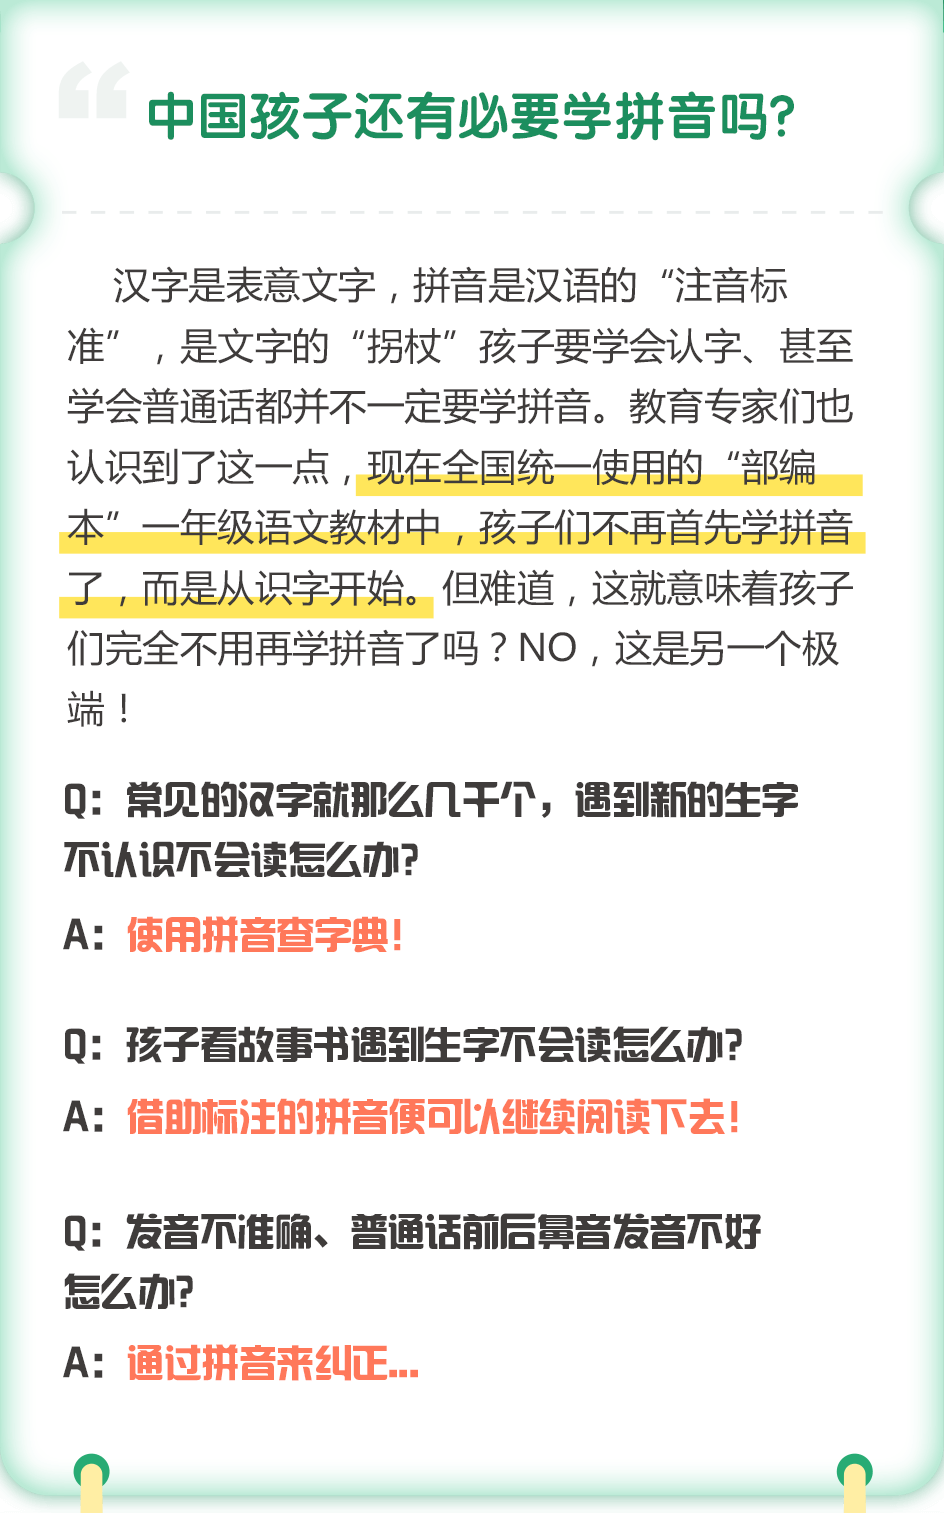 中国孩子还有必要学拼音吗?
汉字是表意文字，拼音是汉语的“注音标
准”，是文字的“拐杖”孩子要学会认字、甚至
学会普通话都并不一定要学拼音。教育专家们也
认识到了这一点，现在全国统一使用的“部编
本”一年级语文教材中，孩子们不再首先学拼音
了，而是从识字开始。但难道，这就意味着孩子
们完全不用再学拼音了吗？NO，这是另一个极
端！
Q：常见的汉字就那么几千个，遇到新的生字
不认识不会读怎么办?
A：使用拼音查字典!
Q：孩子看故事书遇到生字不会读怎么办?
A：借助标注的拼音便可以继续阅读下去!
Q：发音不准确、普通话前后鼻音发音不好
怎么办?
A：通过拼音来纠正...